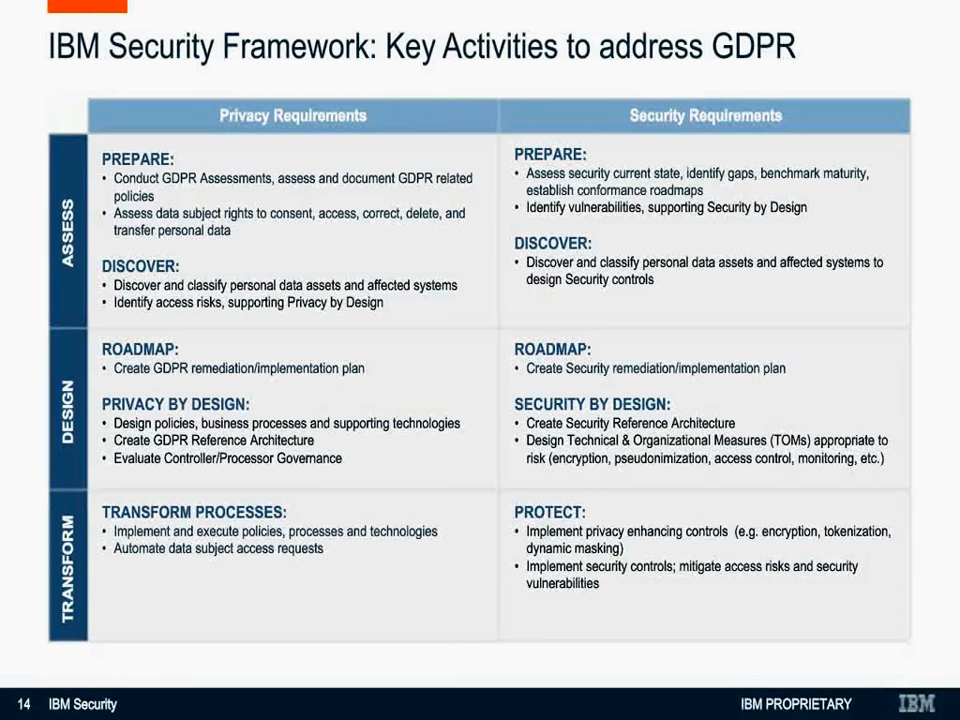 IBM Security Framework: Key Activities to address GDPR
Privacy Requirements
Security Requirements
ASSESS
PREPARE:
• Conduct GDPR Assessments, assess and document GDPR related
policies
• Assess data subject rights to consent, access, correct, delete, and
transfer personal data
DISCOVER:
• Discover and classify personal data assets and affected systems
• Identify access risks, supporting Privacy by Design
PREPARE:
• Assess security current state, identify gaps, benchmark maturity,
establish conformance roadmaps
• Identify vulnerabilities, supporting Security by Design
DISCOVER:
• Discover and classify personal data assets and affected systems to
design Security controls
DESIGN
ROADMAP:
• Create GDPR remediation/implementation plan
PRIVACY BY DESIGN:
• Design policies, business processes and supporting technologies
• Create GDPR Reference Architecture
• Evaluate Controller/Processor Governance
ROADMAP:
• Create Security remediation/implementation plan
SECURITY BY DESIGN:
• Create Security Reference Architecture
• Design Technical & Organizational Measures (TOMs) appropriate to
risk (encryption, pseudonimization, access control, monitoring, etc.)
TRANSFORM
TRANSFORM PROCESSES:
• Implement and execute policies, processes and technologies
• Automate data subject access requests
PROTECT:
• Implement privacy enhancing controls (e.g. encryption, tokenization,
dynamic masking)
• Implement security controls; mitigate access risks and security
vulnerabilities
14 IBM Security
IBM PROPRIETARY
IBM